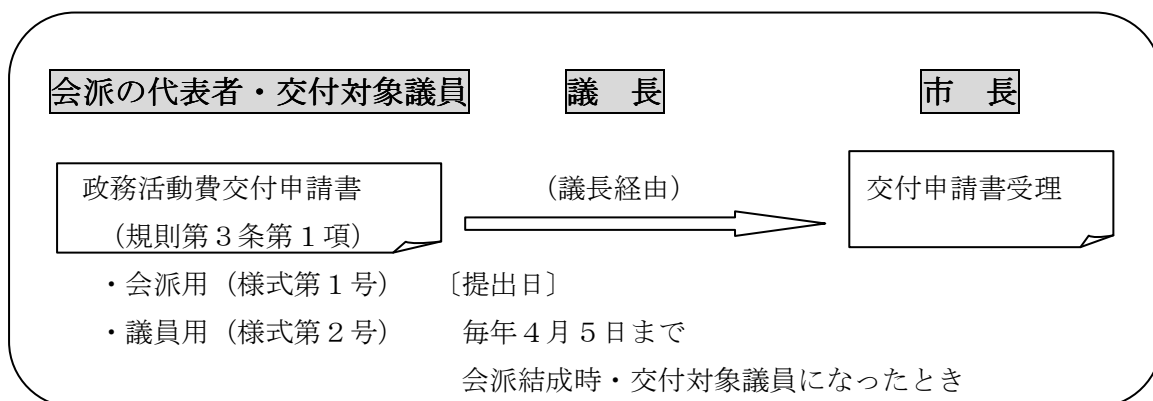 会派の代表者・交付対象議員　議　長　市　長
政務活動費交付申請書　（議長経由）　交付申請書受理
（規則第３条第１項）
・会派用（様式第１号）　〔提出日〕
・議員用（様式第２号）　毎年４月５日まで
会派結成時・交付対象議員になったとき